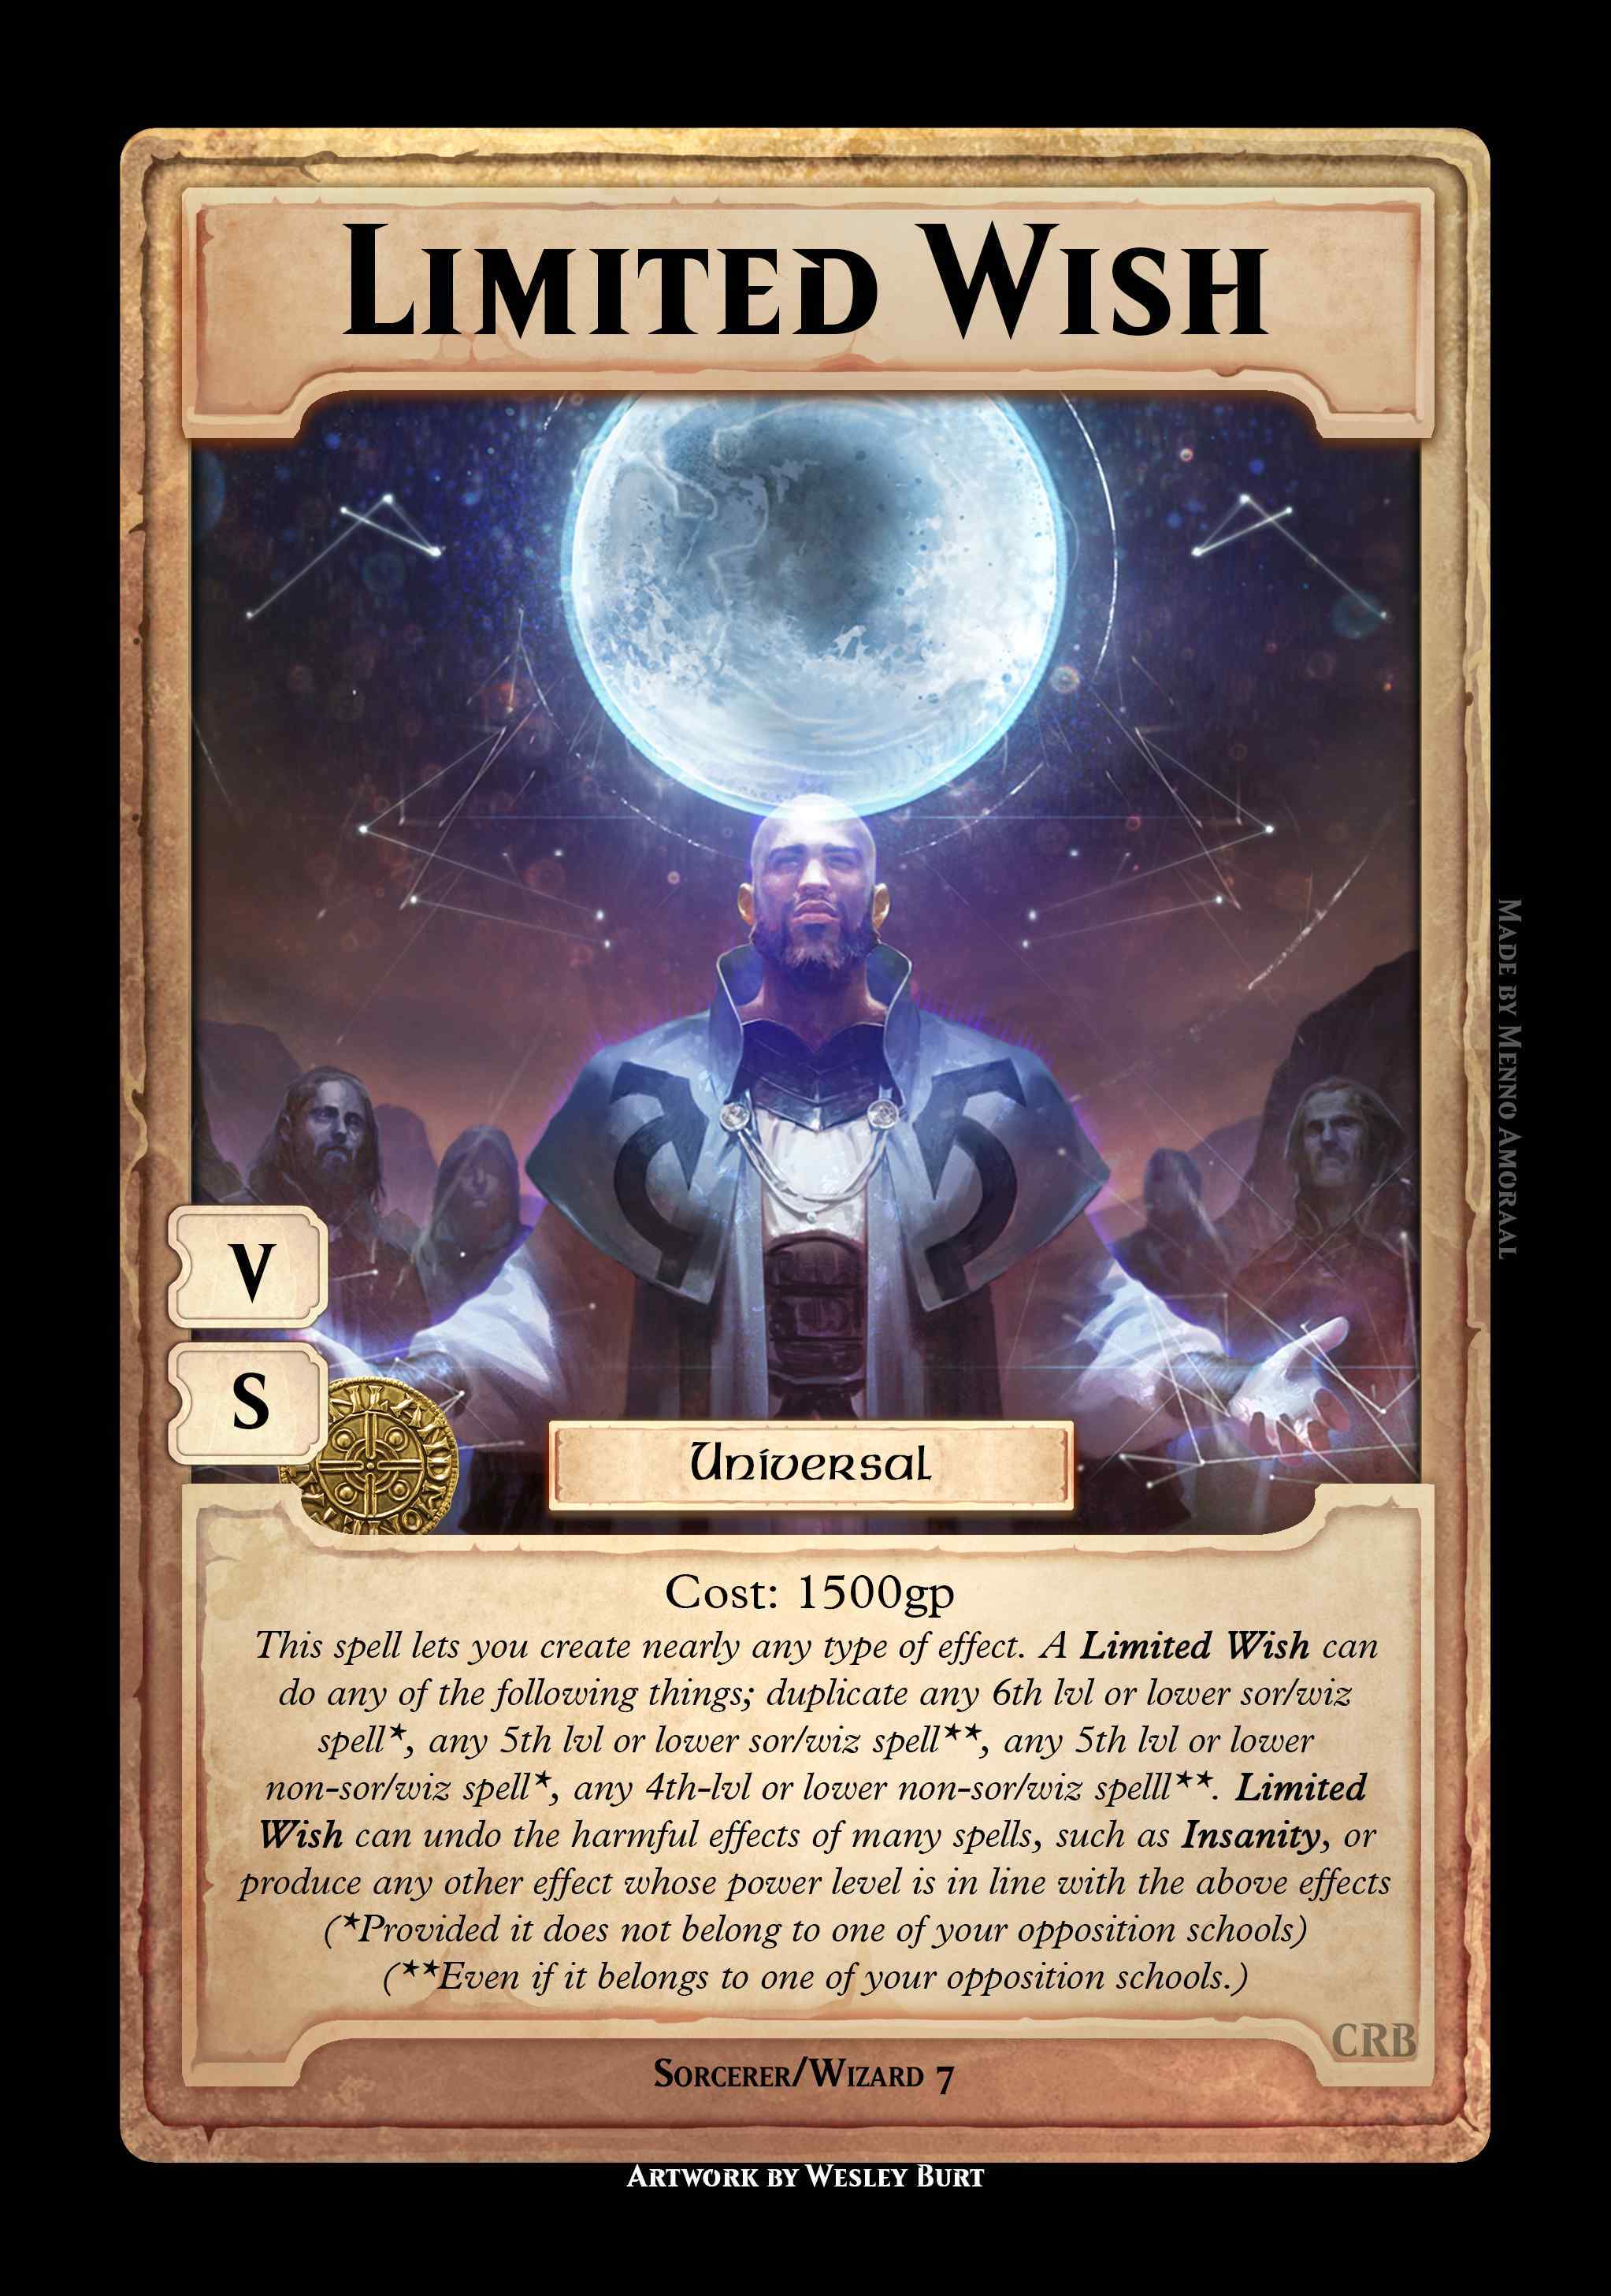 Limited Wish
V
S
Universal
Cost: 1500gp
This spell lets you create nearly any type of effect. A Limited Wish can
do any of the following things; duplicate any 6th lvl or lower sor/wiz
spell*, any 5th lvl or lower sor/wiz spell**, any 5th lvl or lower
non-sor/wiz spell*, any 4th-lvl or lower non-sor/wiz spelll**. Limited
Wish can undo the harmful effects of many spells, such as Insanity, or
produce any other effect whose power level is in line with the above effects
(*Provided it does not belong to one of your opposition schools)
(**Even if it belongs to one of your opposition schools.)
CRB
Sorcerer/Wizard 7
Artwork by Wesley Burt
Made by Menno Amoraal